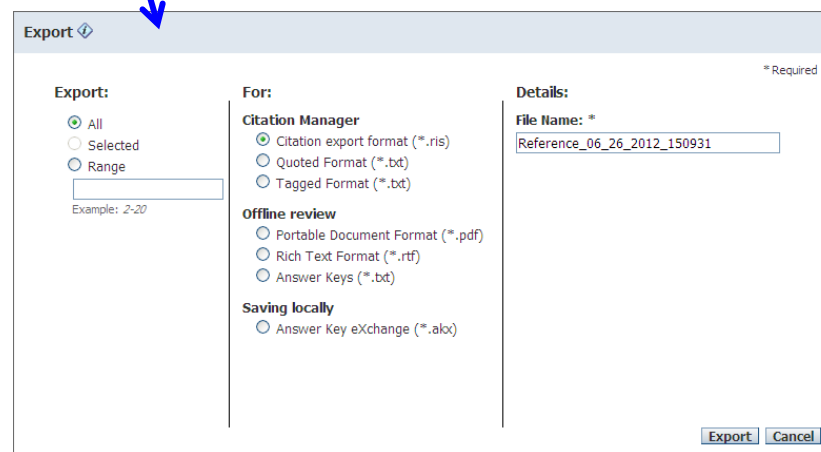 Export
* Required
Export:
All
Selected
Range
Example: 2-20
For:
Citation Manager
Citation export format (*.ris)
Quoted Format (*.txt)
Tagged Format (*.txt)
Offline review
Portable Document Format (*.pdf)
Rich Text Format (*.rtf)
Answer Keys (*.txt)
Saving locally
Answer Key eXchange (*.akx)
Details:
File Name: *
Reference_06_26_2012_150931
Export Cancel